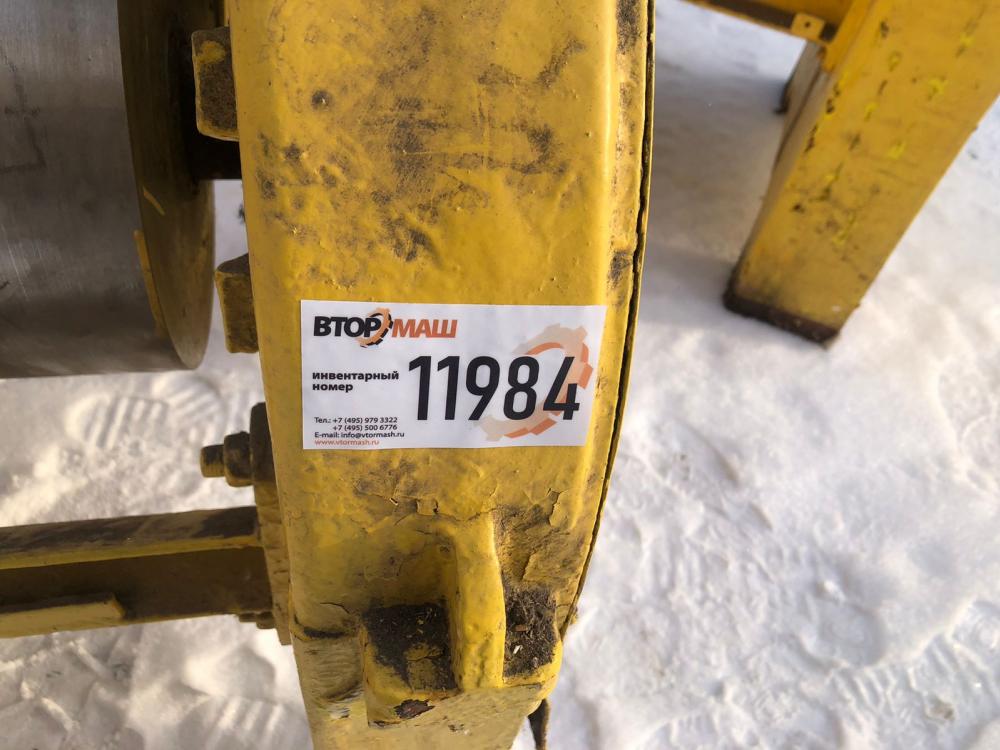 ВТОРМАШ
инвентарный
номер
11984
Тел.: +7 (495) 979 3322
+7 (495) 500 6776
E-mail: info@vtormash.ru
www.vtormash.ru